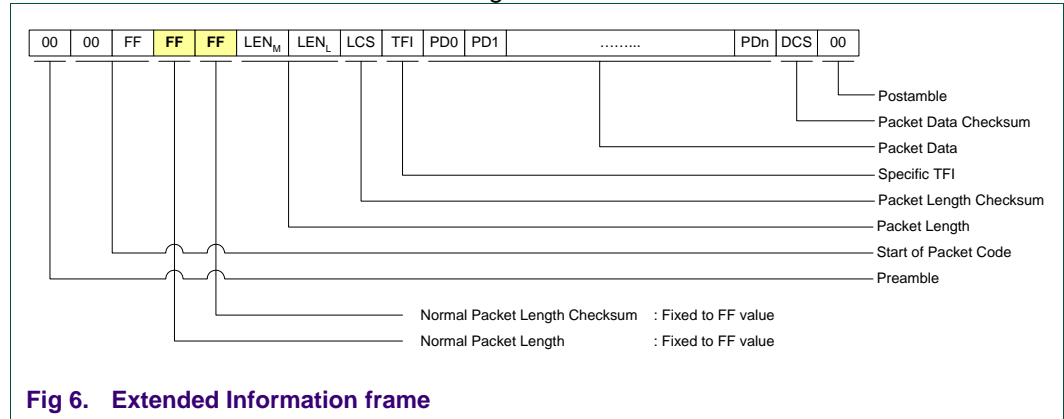 00 00 FF FF FF LENM LENL LCS TFI PD0 PD1 ......... PDn DCS 00
Postamble
Packet Data Checksum
Packet Data
Specific TFI
Packet Length Checksum
Packet Length
Start of Packet Code
Preamble
Normal Packet Length Checksum : Fixed to FF value
Normal Packet Length : Fixed to FF value
Fig 6. Extended Information frame